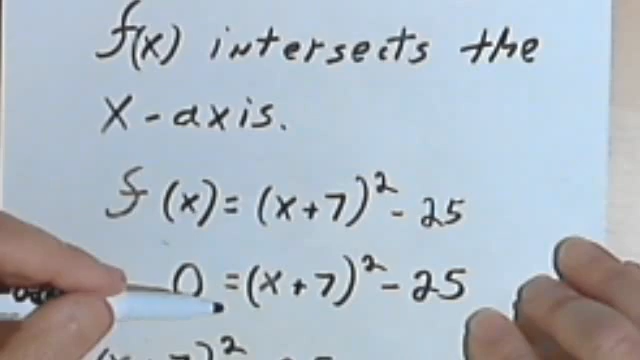 f(x) intersects the
X-axis.
f(x) = (x+7)² - 25
0 = (x+7)² - 25